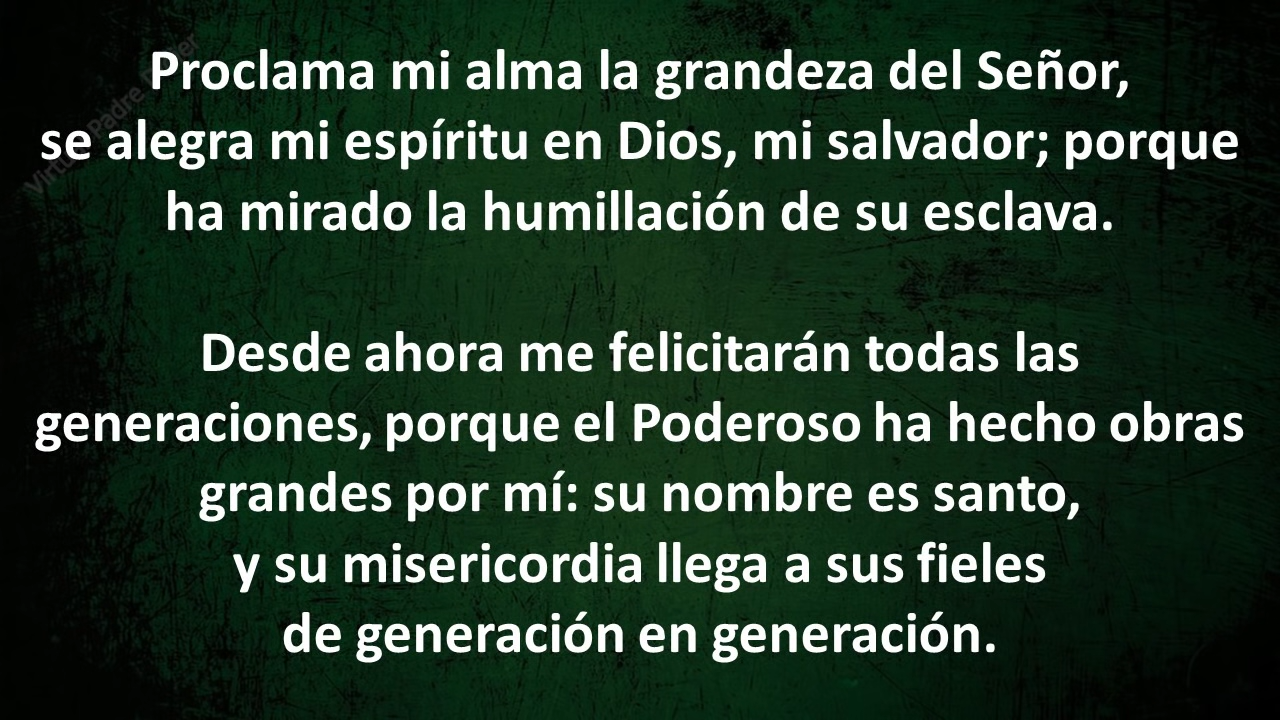 Proclama mi alma la grandeza del Señor,
se alegra mi espíritu en Dios, mi salvador; porque
ha mirado la humillación de su esclava.
Desde ahora me felicitarán todas las
generaciones, porque el Poderoso ha hecho obras
grandes por mí: su nombre es santo,
y su misericordia llega a sus fieles
de generación en generación.